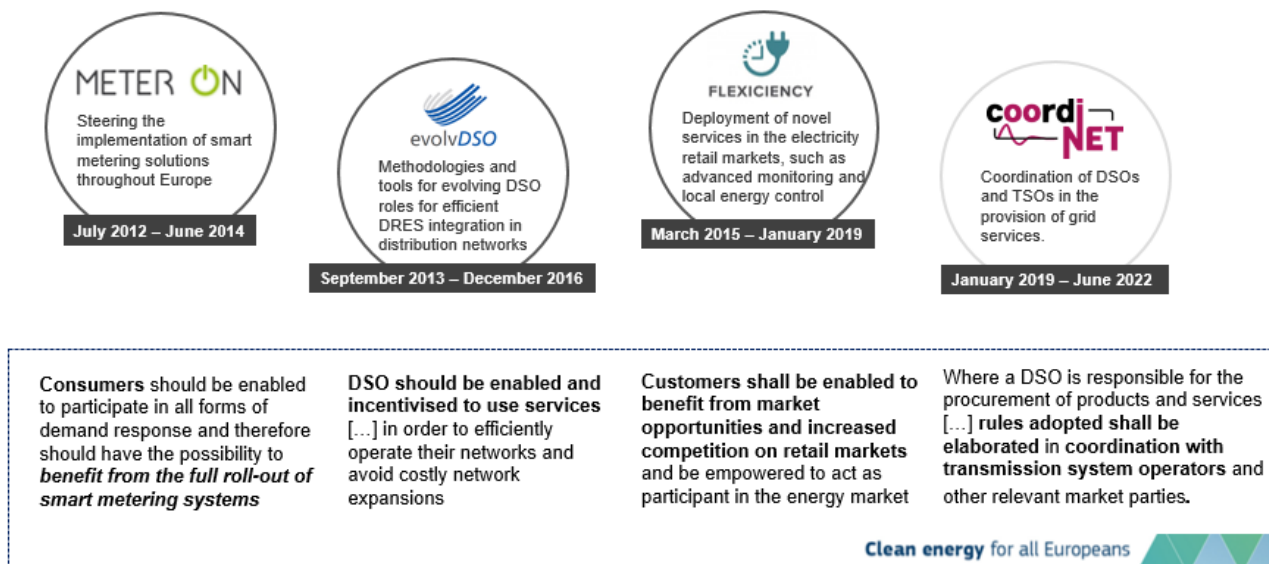 METER ON
Steering the
implementation of smart
metering solutions
throughout Europe
July 2012 – June 2014
evolvDSO
Methodologies and
tools for evolving DSO
roles for efficient
DRES integration in
distribution networks
September 2013 – December 2016
FLEXICIENCY
Deployment of novel
services in the electricity
retail markets, such as
advanced monitoring and
local energy control
March 2015 – January 2019
coordi
NET
Coordination of DSOs
and TSOs in the
provision of grid
services.
January 2019 – June 2022
Consumers should be enabled
to participate in all forms of
demand response and therefore
should have the possibility to
benefit from the full roll-out of
smart metering systems
DSO should be enabled and
incentivised to use services
[...] in order to efficiently
operate their networks and
avoid costly network
expansions
Customers shall be enabled to
benefit from market
opportunities and increased
competition on retail markets
and be empowered to act as
participant in the energy market
Where a DSO is responsible for the
procurement of products and services
[...] rules adopted shall be
elaborated in coordination with
transmission system operators and
other relevant market parties.
Clean energy for all Europeans